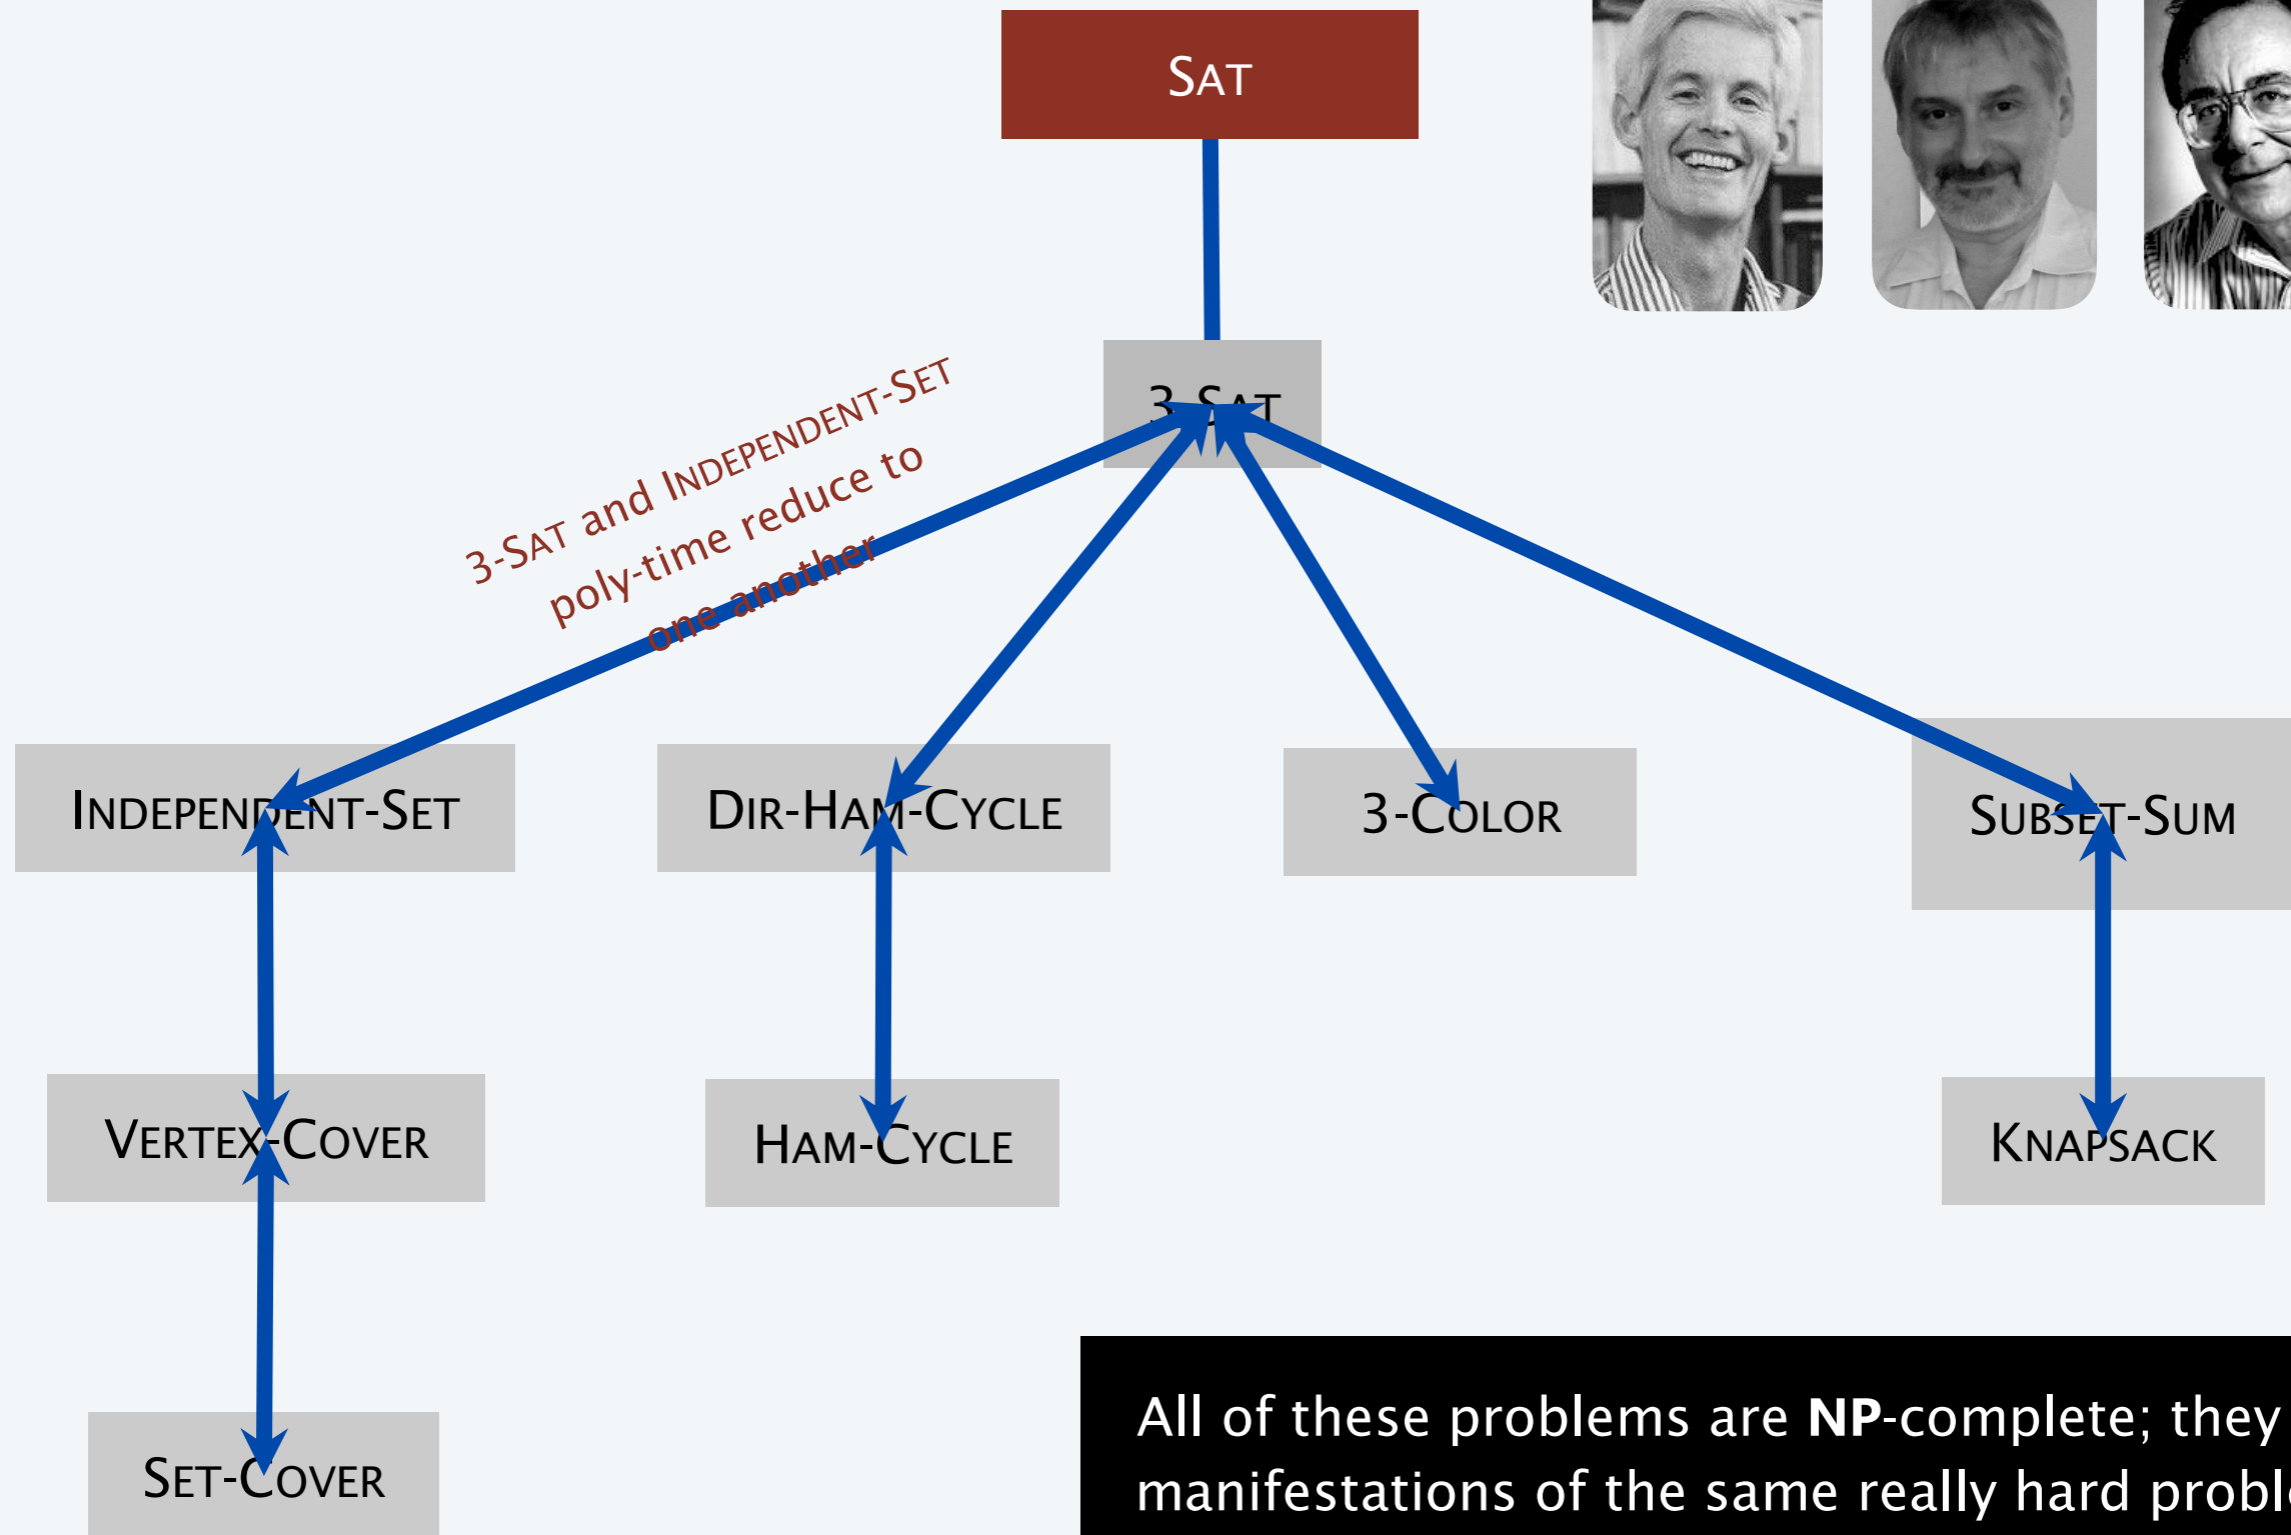 SAT
3-SAT
3-SAT and INDEPENDENT-SET
poly-time reduce to
one another
INDEPENDENT-SET
DIR-HAM-CYCLE
3-COLOR
SUBSET-SUM
VERTEX-COVER
HAM-CYCLE
KNAPSACK
SET-COVER
All of these problems are NP-complete; they
manifestations of the same really hard